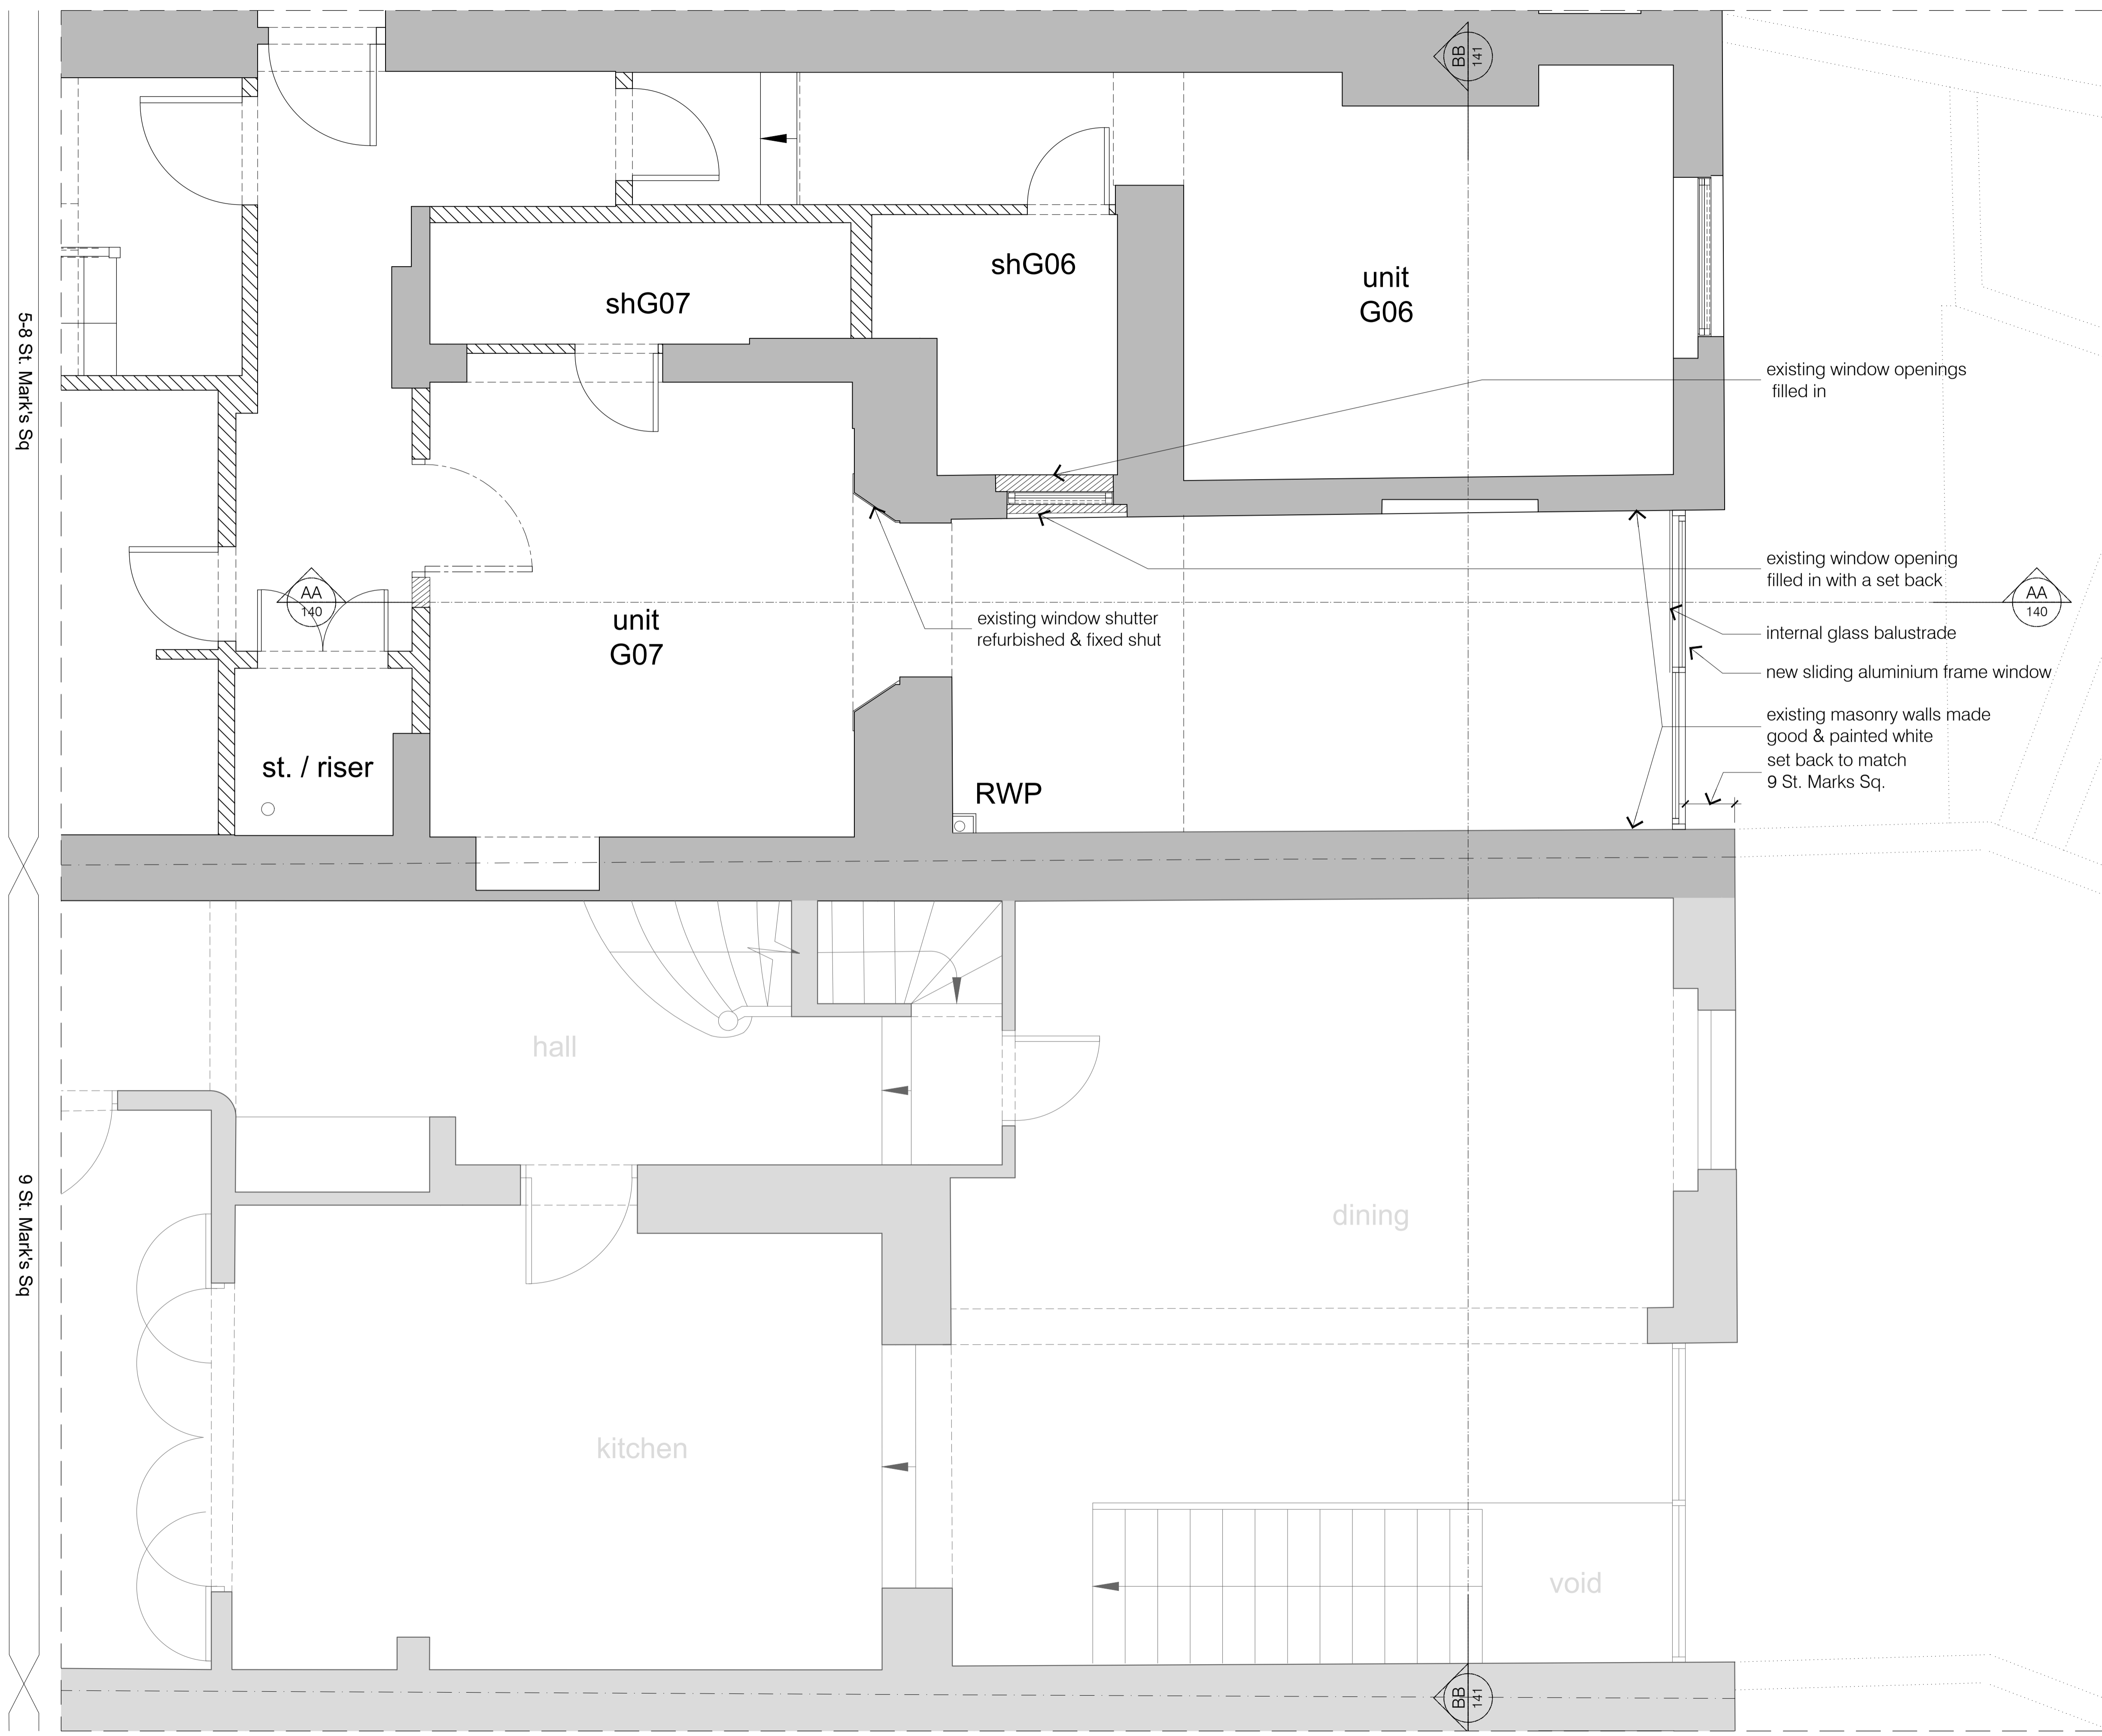 BB
141
shG06
shG07
unit
G06
5-8 St. Mark's Sq
existing window openings
filled in
existing window opening
filled in with a set back
AA
140
AA
140
unit
G07
existing window shutter
refurbished & fixed shut
internal glass balustrade
new sliding aluminium frame window
existing masonry walls made
good & painted white
set back to match
9 St. Marks Sq.
st. / riser
RWP
hall
dining
9 St. Mark's Sq
kitchen
void
BB
141